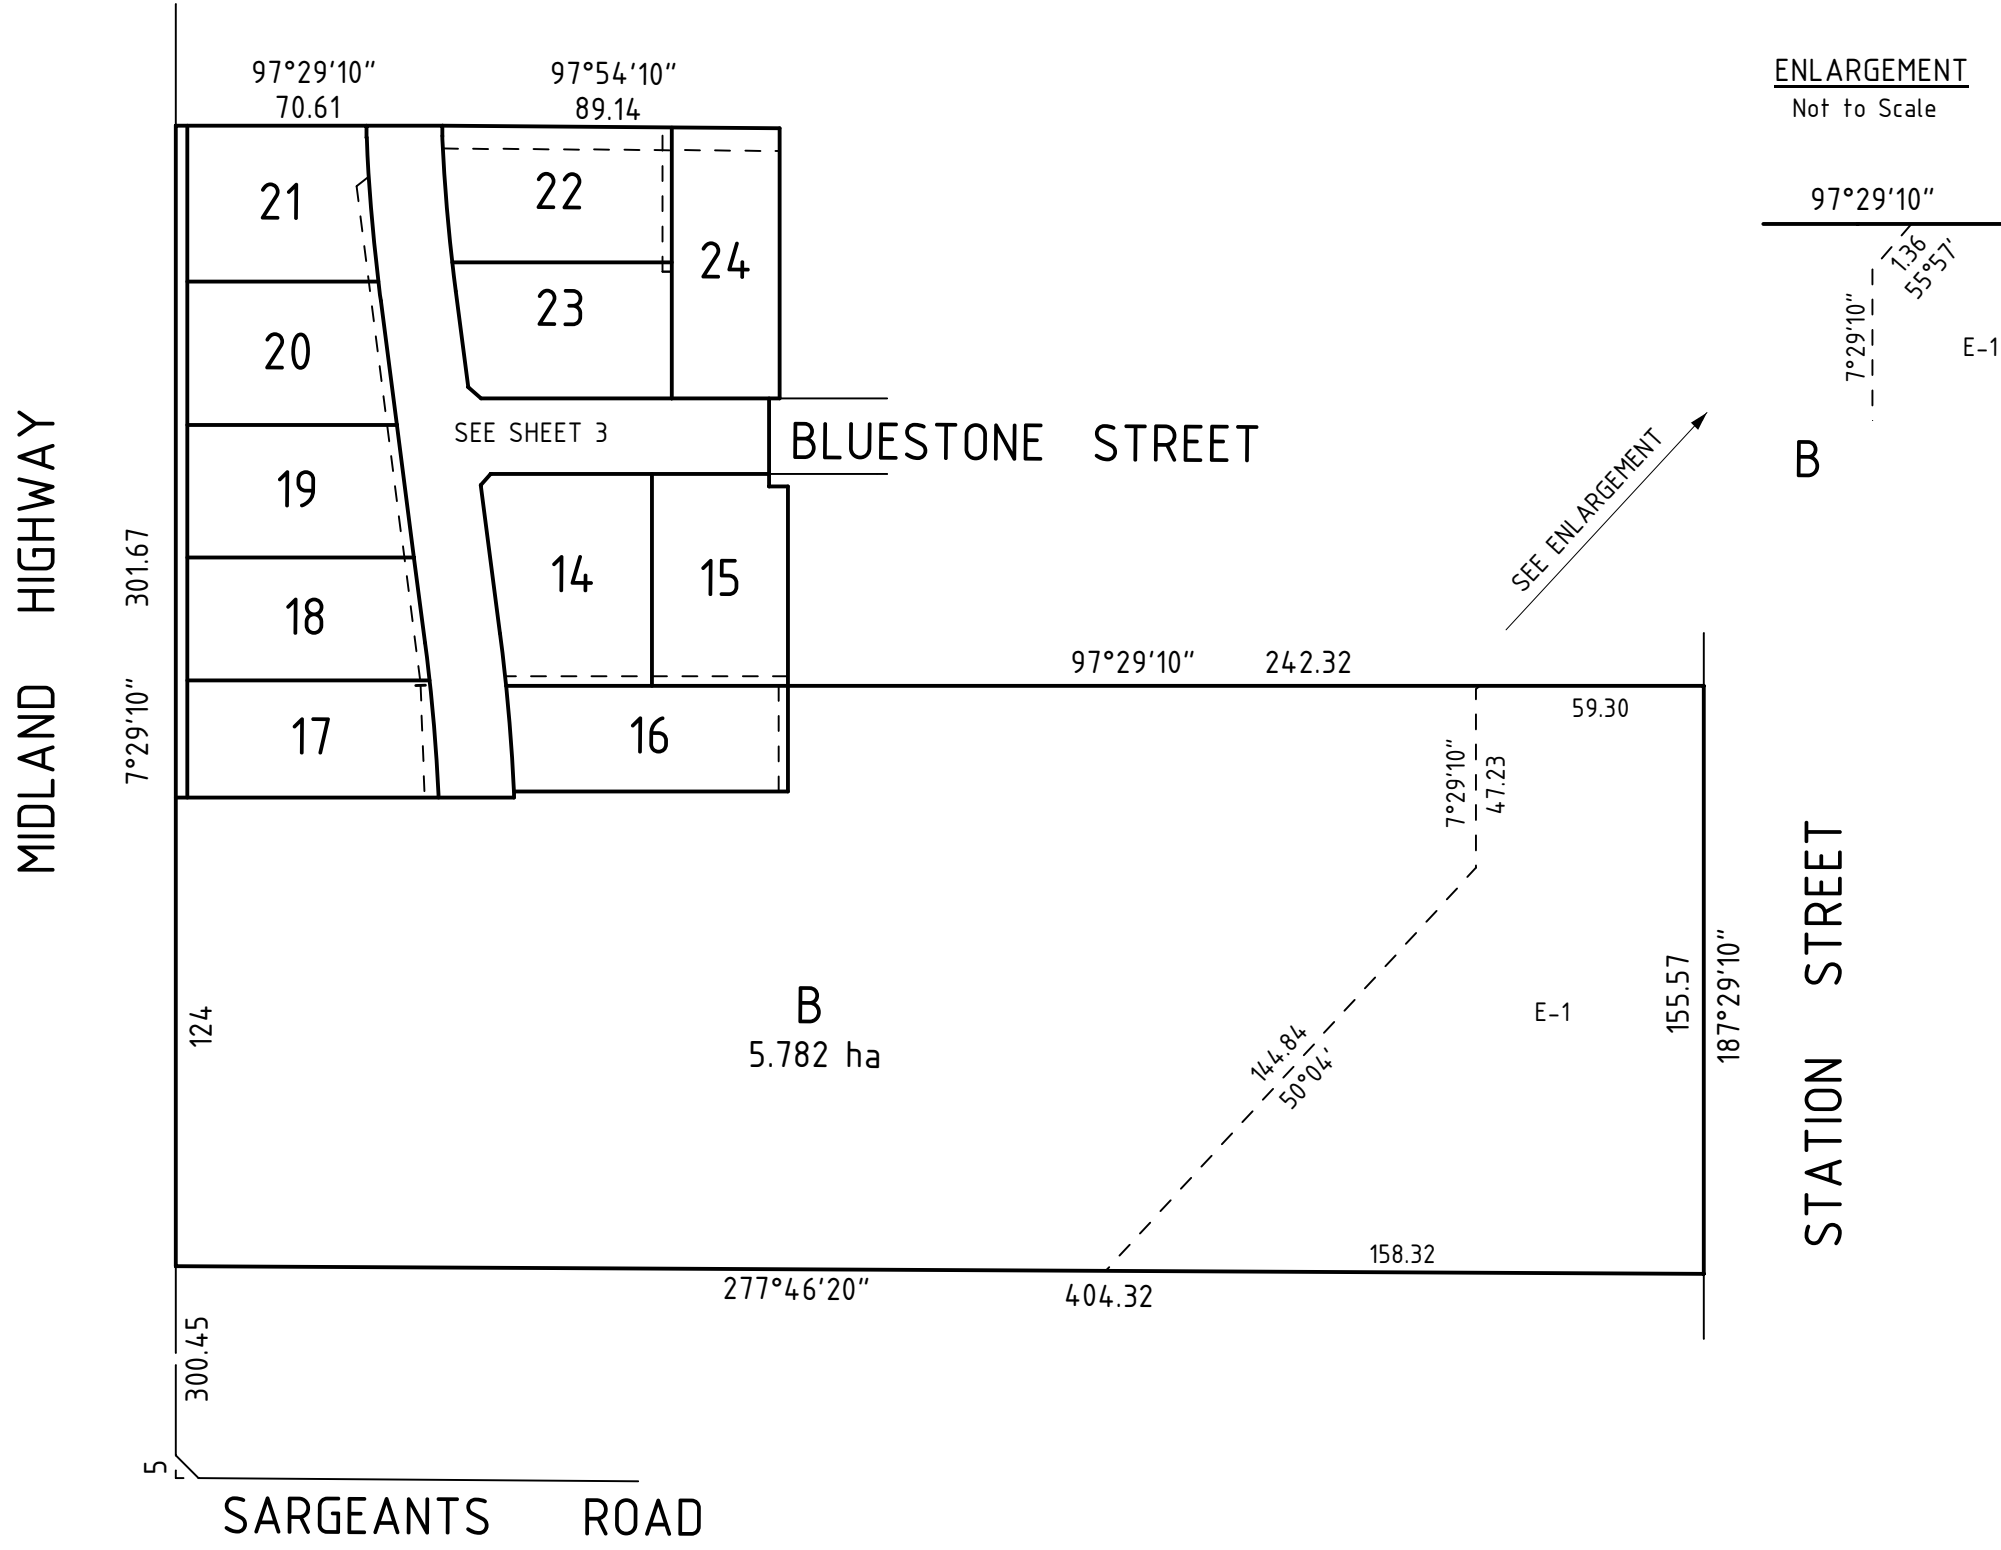 97°29'10"
70.61
97°54'10"
89.14
ENLARGEMENT
Not to Scale
97°29'10"
1.36
55°57'
7°29'10"
E-1
B
21
22
24
20
23
SEE SHEET 3
BLUESTONE STREET
SEE ENLARGEMENT
19
14
15
18
17
16
MIDLAND HIGHWAY
301.67
7°29'10"
97°29'10" 242.32
59.30
7°29'10"
47.23
124
B
5.782 ha
144.84
50°04'
E-1
155.57
187°29'10"
STATION STREET
158.32
277°46'20" 404.32
300.45
5
SARGEANTS ROAD